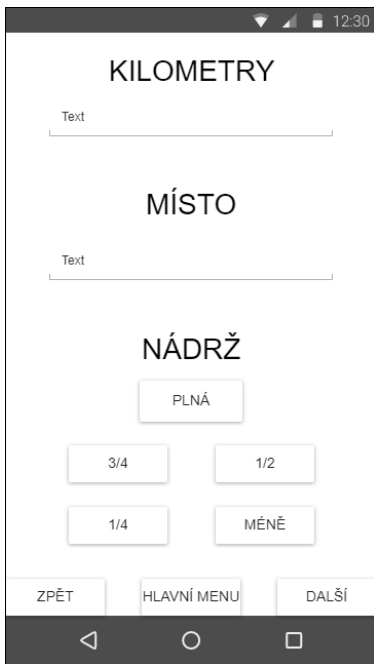 12:30
KILOMETRY
Text
MÍSTO
Text
NÁDRŽ
PLNÁ
3/4 1/2
1/4 MÉNĚ
ZPĚT HLAVNÍ MENU DALŠÍ